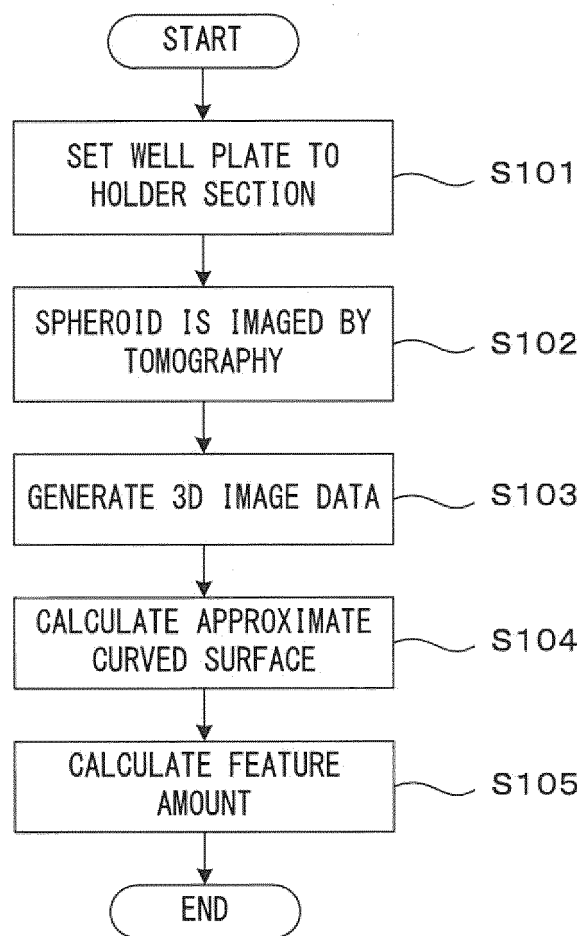 START
SET WELL PLATE TO
HOLDER SECTION
S101
SPHEROID IS IMAGED BY
TOMOGRAPHY
S102
GENERATE 3D IMAGE DATA
S103
CALCULATE APPROXIMATE
CURVED SURFACE
S104
CALCULATE FEATURE
AMOUNT
S105
END